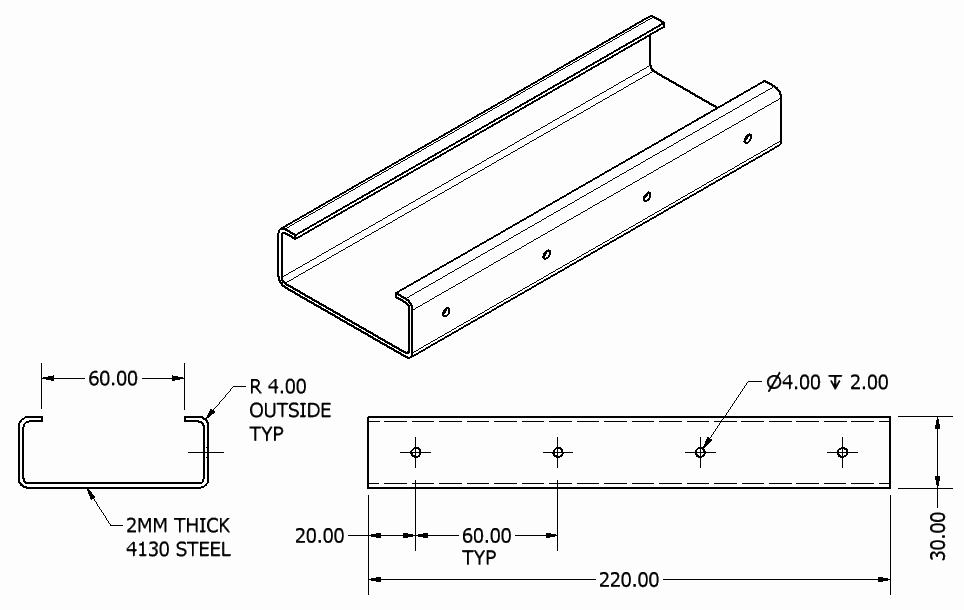 60.00
R 4.00
OUTSIDE
TYP
Ø4.00 ↧ 2.00
2MM THICK
4130 STEEL
20.00
60.00
TYP
30.00
220.00